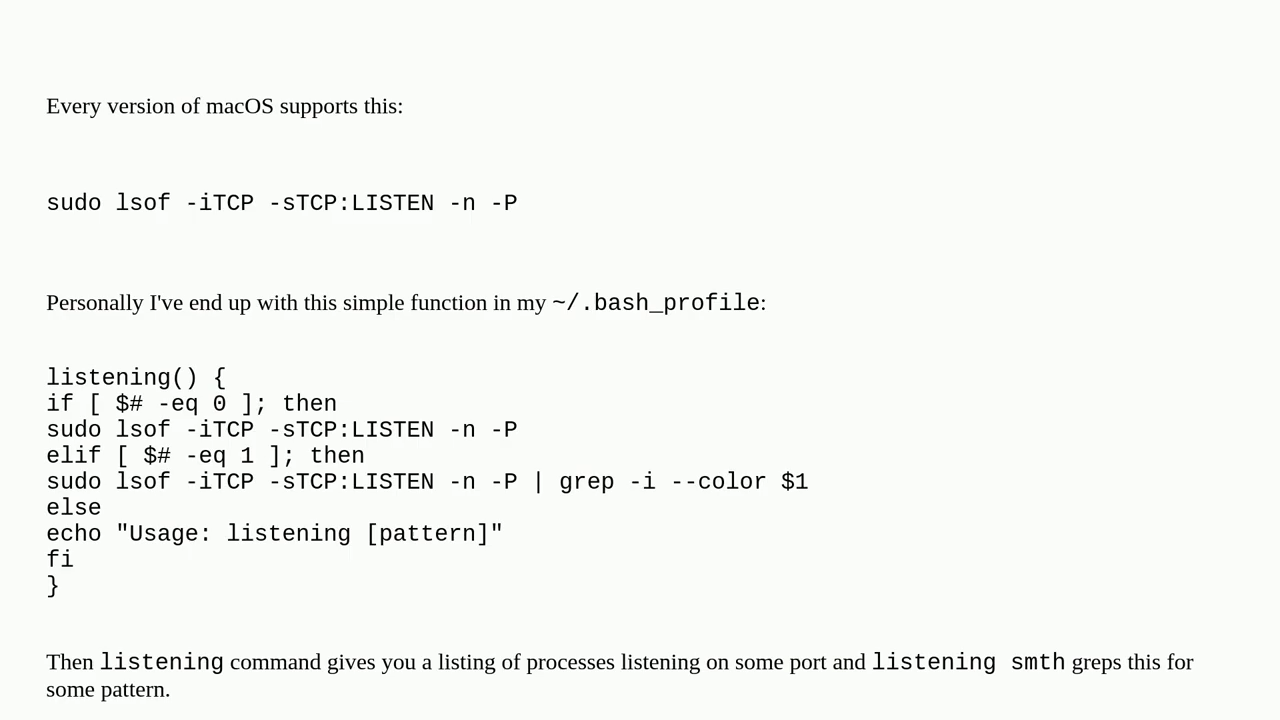 Every version of macOS supports this:
sudo lsof -iTCP -sTCP:LISTEN -n -P
Personally I've end up with this simple function in my ~/.bash_profile:
listening() {
if [ $# -eq 0 ]; then
sudo lsof -iTCP -sTCP:LISTEN -n -P
elif [ $# -eq 1 ]; then
sudo lsof -iTCP -sTCP:LISTEN -n -P | grep -i --color $1
else
echo "Usage: listening [pattern]"
fi
}
Then listening command gives you a listing of processes listening on some port and listening smth greps this for
some pattern.